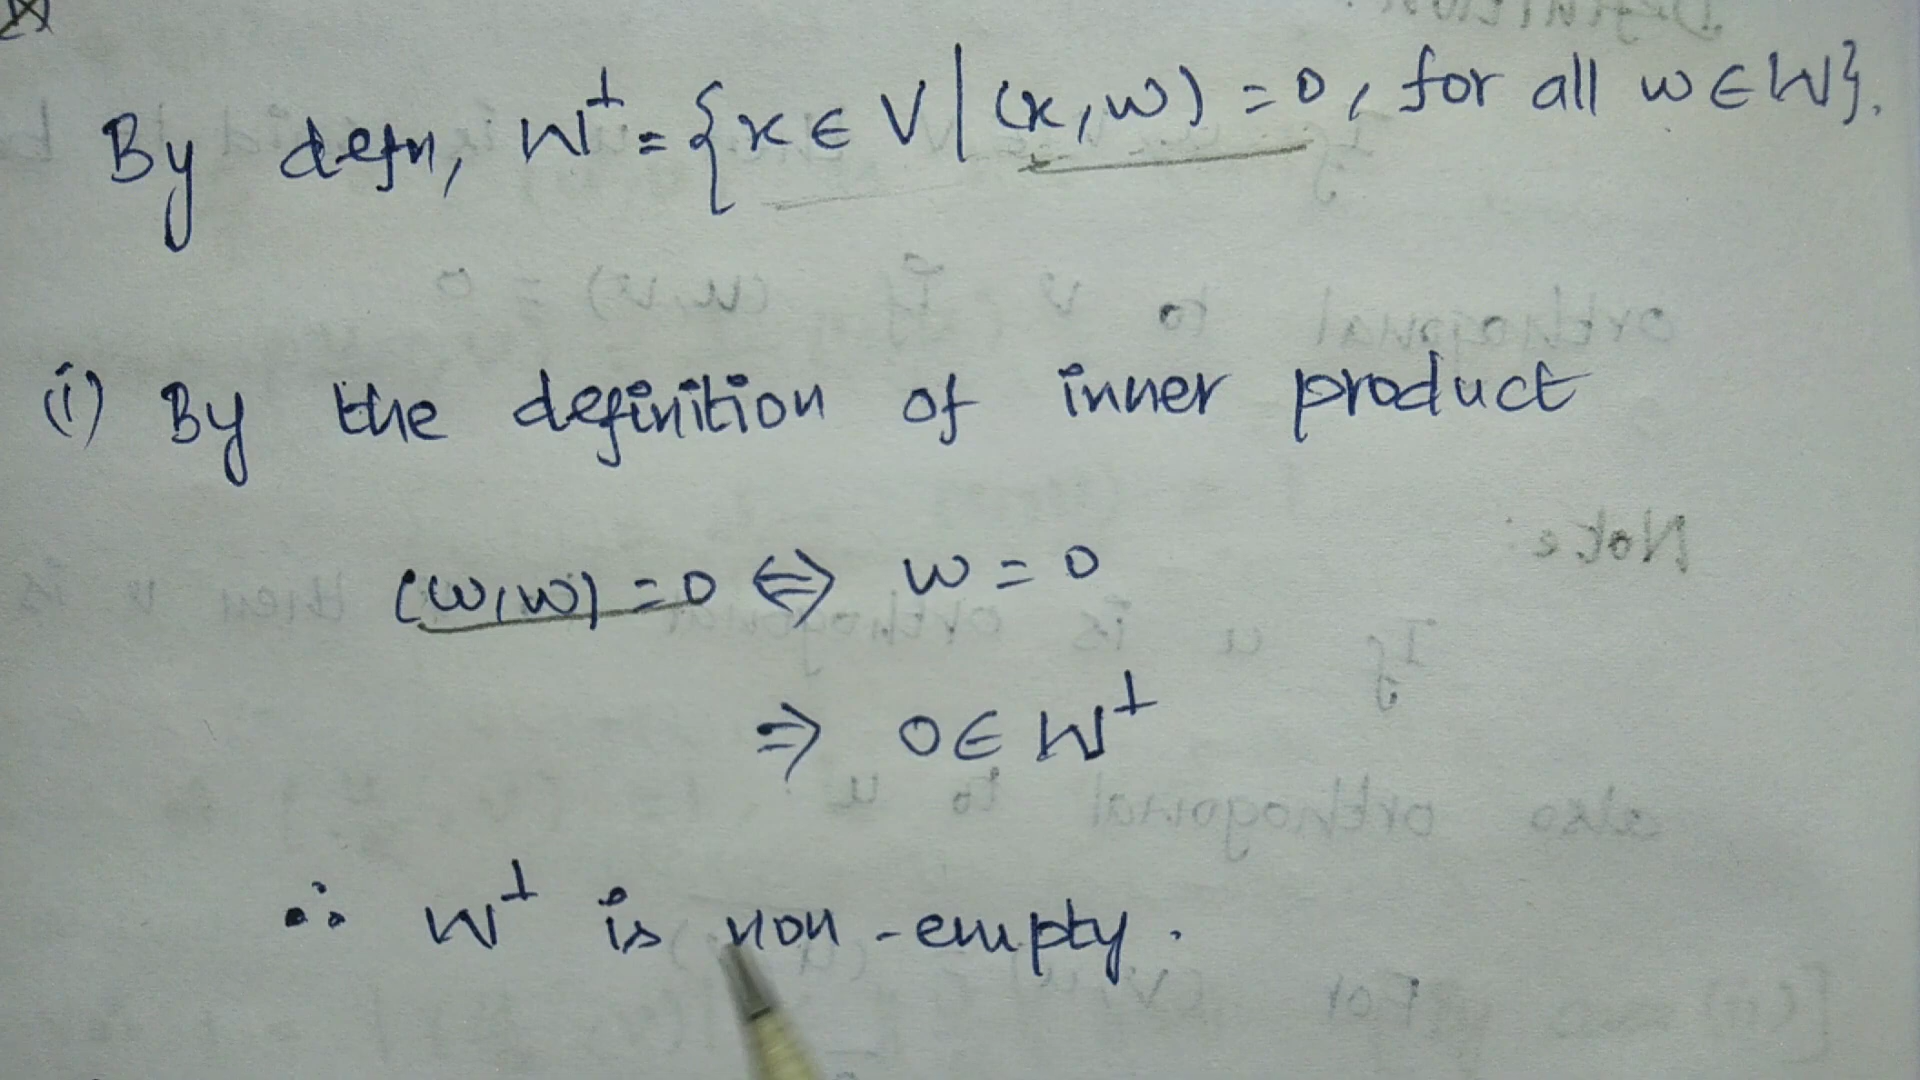 By defn, W⊥ = {x ∈ V | (x,w) = 0, for all w ∈ W}.
(i) By the definition of inner product
(w,w) = 0 ⇔ w = 0
⇒ 0 ∈ W⊥
∴ W⊥ is non-empty.